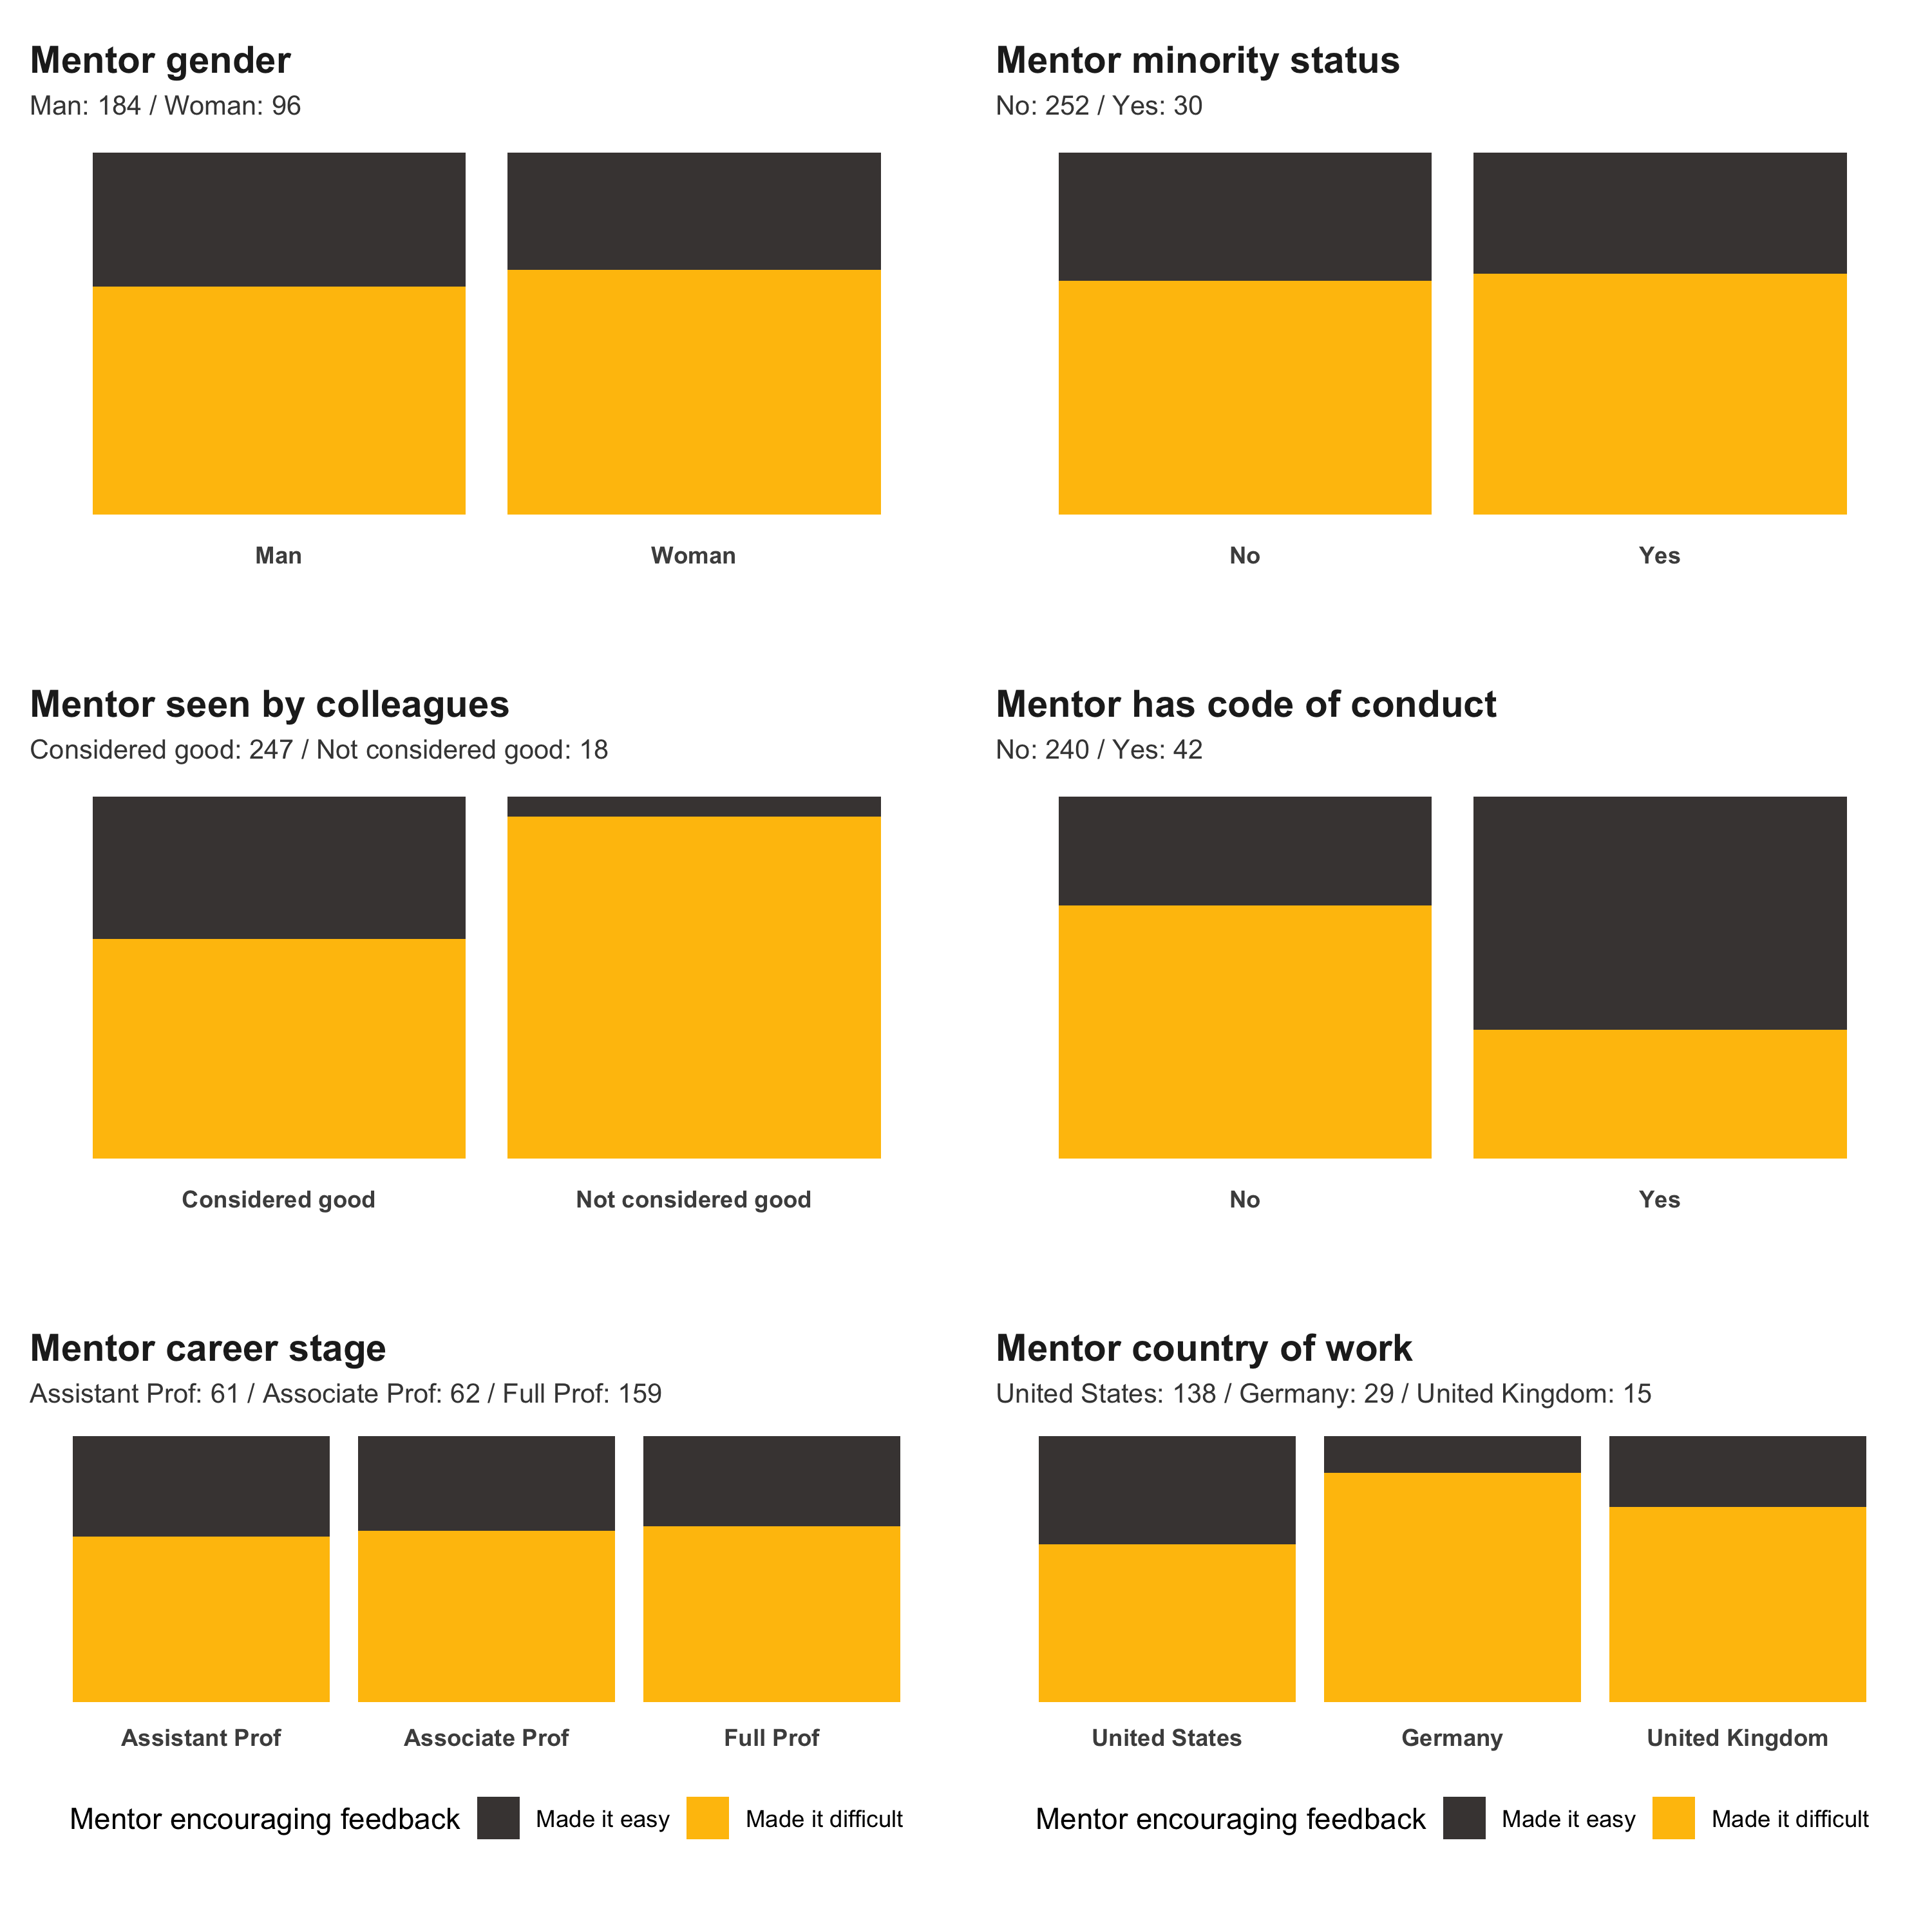 Mentor gender
Man: 184 / Woman: 96
Man
Woman
Mentor minority status
No: 252 / Yes: 30
No
Yes
Mentor seen by colleagues
Considered good: 247 / Not considered good: 18
Considered good
Not considered good
Mentor has code of conduct
No: 240 / Yes: 42
No
Yes
Mentor career stage
Assistant Prof: 61 / Associate Prof: 62 / Full Prof: 159
Assistant Prof
Associate Prof
Full Prof
Mentor encouraging feedback Made it easy Made it difficult
Mentor country of work
United States: 138 / Germany: 29 / United Kingdom: 15
United States
Germany
United Kingdom
Mentor encouraging feedback Made it easy Made it difficult